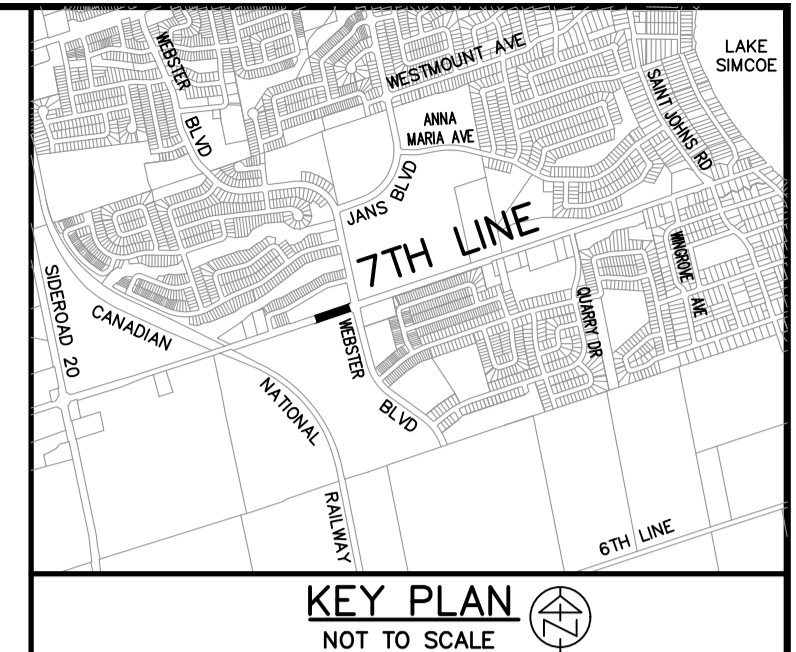 WEBSTER
BLVD
WESTMOUNT AVE
LAKE
SIMCOE
ANNA
MARIA AVE
SAINT JOHNS RD
JANS BLVD
7TH LINE
WINGROVE AVE
SIDEROAD 20
CANADIAN
NATIONAL
RAILWAY
WEBSTER
BLVD
QUARRY DR
6TH LINE
KEY PLAN
N
NOT TO SCALE